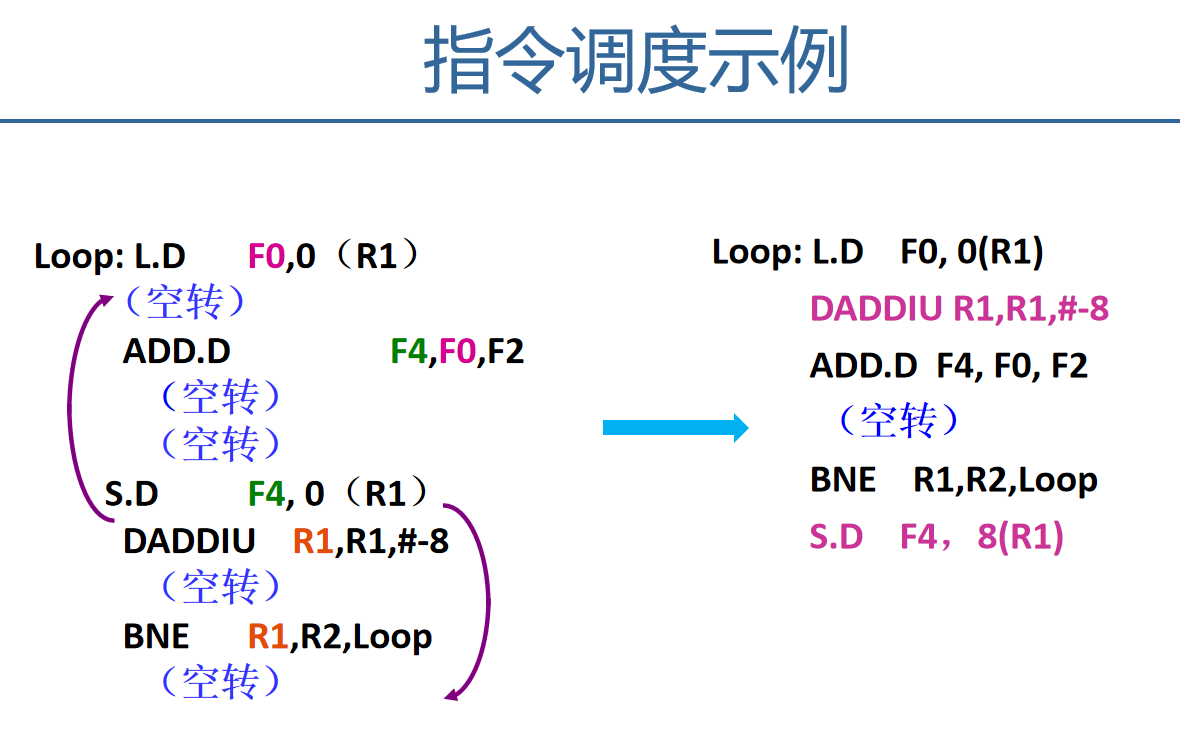 指令调度示例
Loop: L.D F0,0（R1）
（空转）
ADD.D F4,F0,F2
（空转）
（空转）
S.D F4, 0（R1）
DADDIU R1,R1,#-8
（空转）
BNE R1,R2,Loop
（空转）
Loop: L.D F0, 0(R1)
DADDIU R1,R1,#-8
ADD.D F4, F0, F2
（空转）
BNE R1,R2,Loop
S.D F4，8(R1)